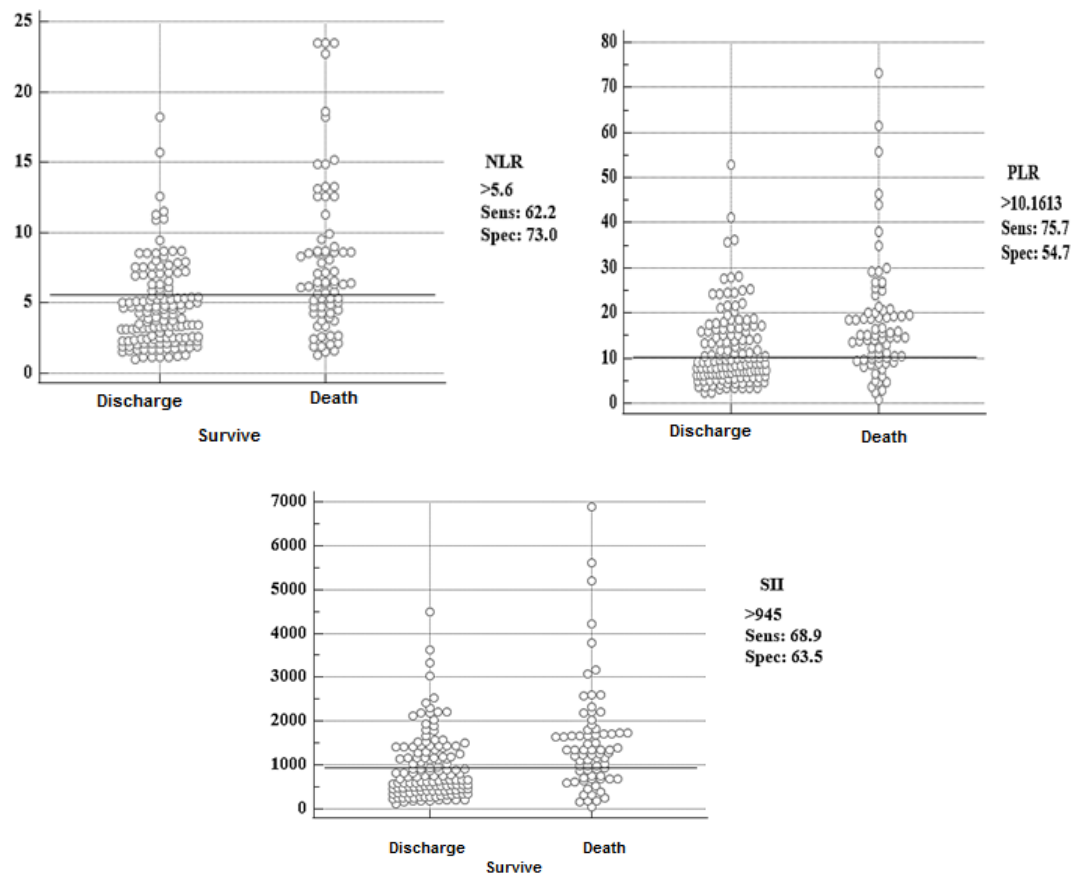 25
20
15
10
5
0
Discharge Death
Survive
NLR
>5.6
Sens: 62.2
Spec: 73.0
80
70
60
50
40
30
20
10
0
Discharge Death
PLR
>10.1613
Sens: 75.7
Spec: 54.7
7000
6000
5000
4000
3000
2000
1000
0
Discharge Death
Survive
SII
>945
Sens: 68.9
Spec: 63.5